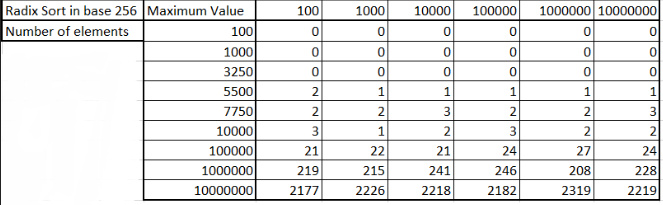 Radix Sort in base 256 Maximum Value 100 1000 10000 100000 1000000 10000000
Number of elements 100 0 0 0 0 0 0
1000 0 0 0 0 0 0
3250 0 0 0 0 0 0
5500 2 1 1 1 1 1
7750 2 2 3 2 2 3
10000 3 1 2 3 2 2
100000 21 22 21 24 27 24
1000000 219 215 241 246 208 228
10000000 2177 2226 2218 2182 2319 2219